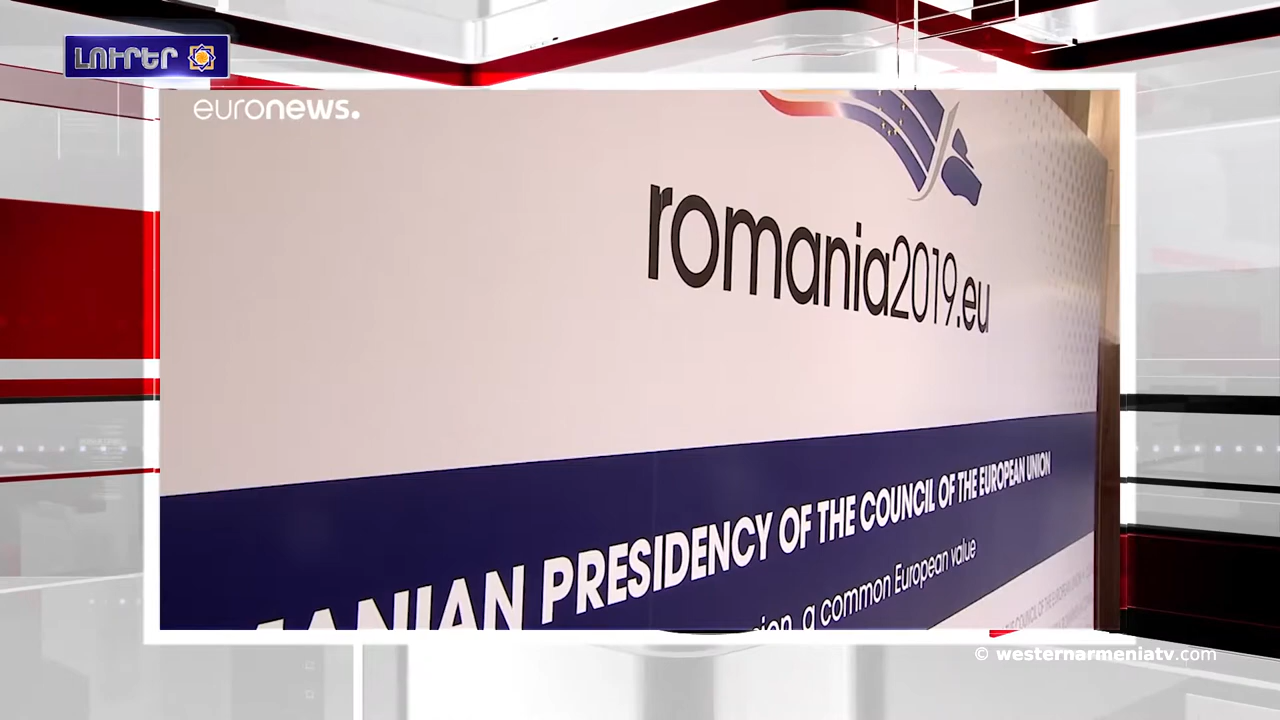 ԼՈՒՐԵՐ
euronews.
romania2019.eu
ANIAN PRESIDENCY OF THE COUNCIL OF THE EUROPEAN UNION
a common European value
© westernarmeniatv.com